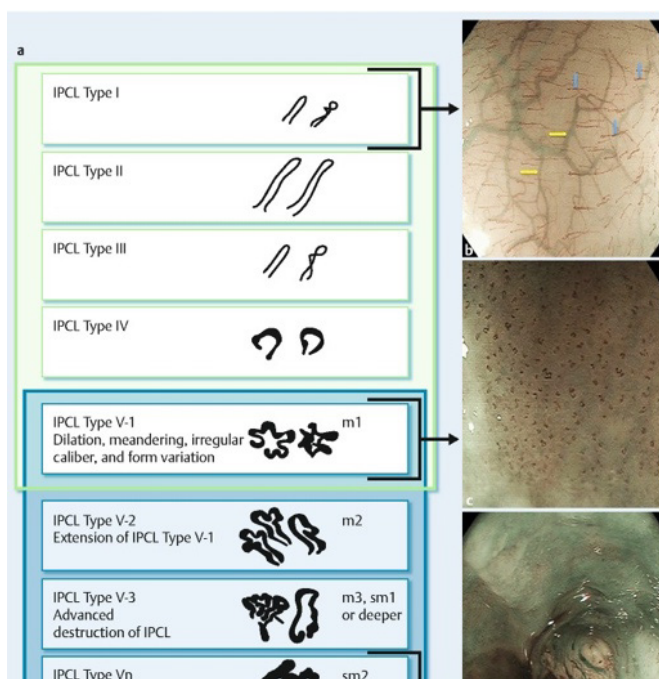 a
IPCL Type I
IPCL Type II
IPCL Type III
IPCL Type IV
IPCL Type V-1
Dilation, meandering, irregular
caliber, and form variation
m1
IPCL Type V-2
Extension of IPCL Type V-1
m2
IPCL Type V-3
Advanced
destruction of IPCL
m3, sm1
or deeper
IPCL Type Vn
sm2
b
c